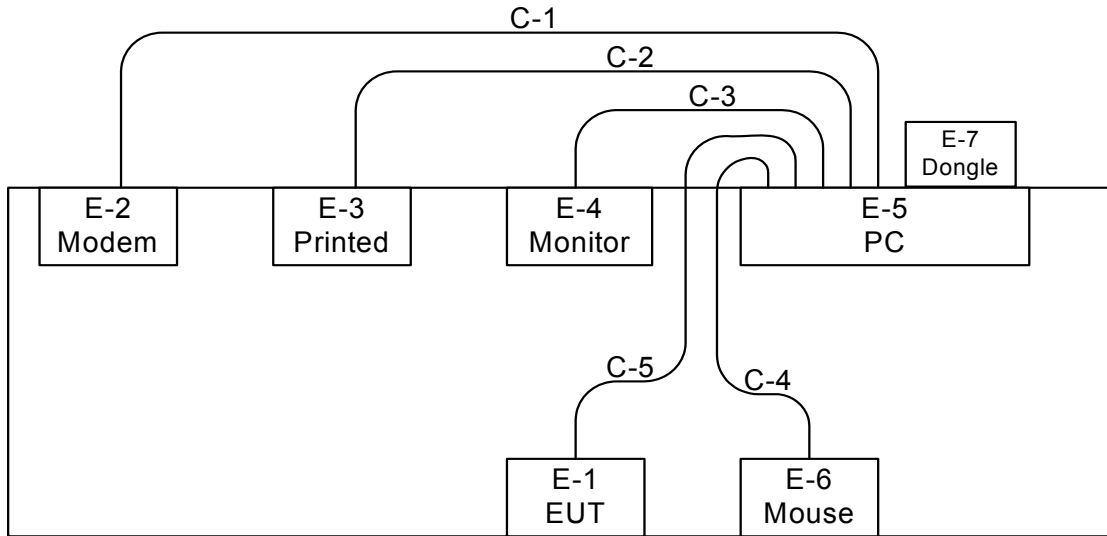 C-1
C-2
C-3
E-7
Dongle
E-2
Modem
E-3
Printed
E-4
Monitor
E-5
PC
C-5
C-4
E-1
EUT
E-6
Mouse